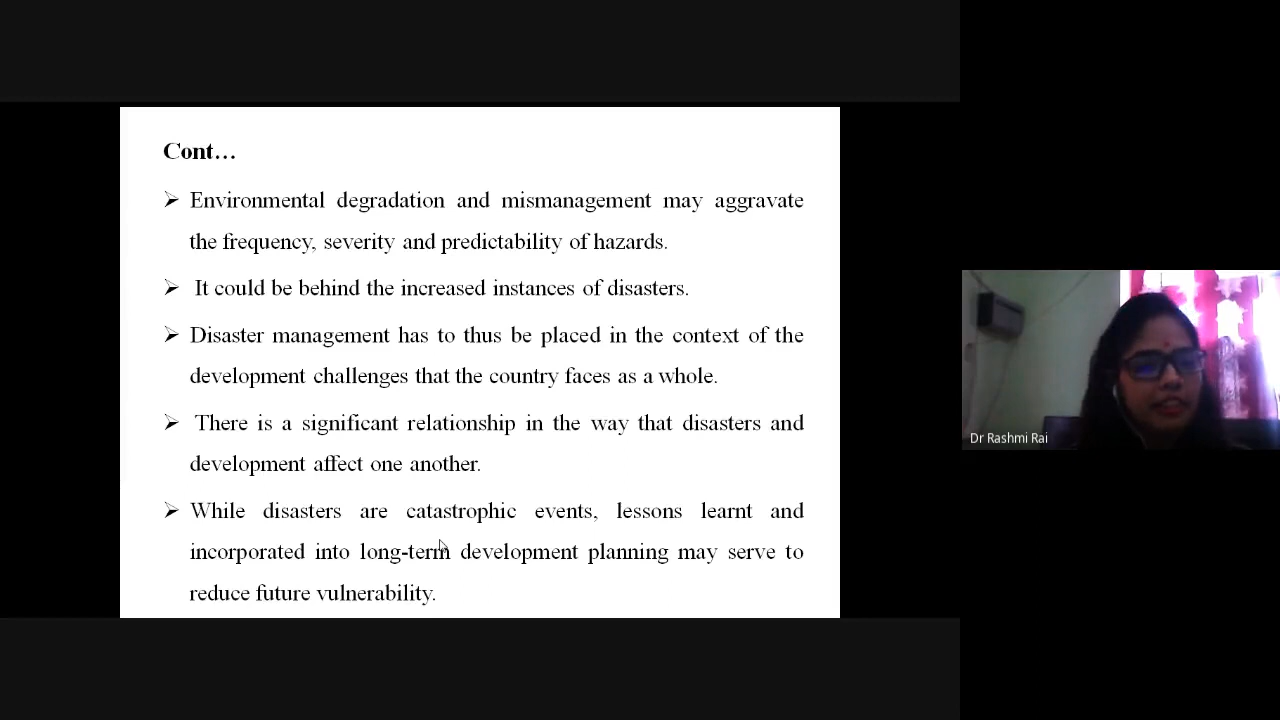 Cont…
➢ Environmental degradation and mismanagement may aggravate
the frequency, severity and predictability of hazards.
➢ It could be behind the increased instances of disasters.
➢ Disaster management has to thus be placed in the context of the
development challenges that the country faces as a whole.
➢ There is a significant relationship in the way that disasters and
development affect one another.
➢ While disasters are catastrophic events, lessons learnt and
incorporated into long-term development planning may serve to
reduce future vulnerability.
Dr Rashmi Rai